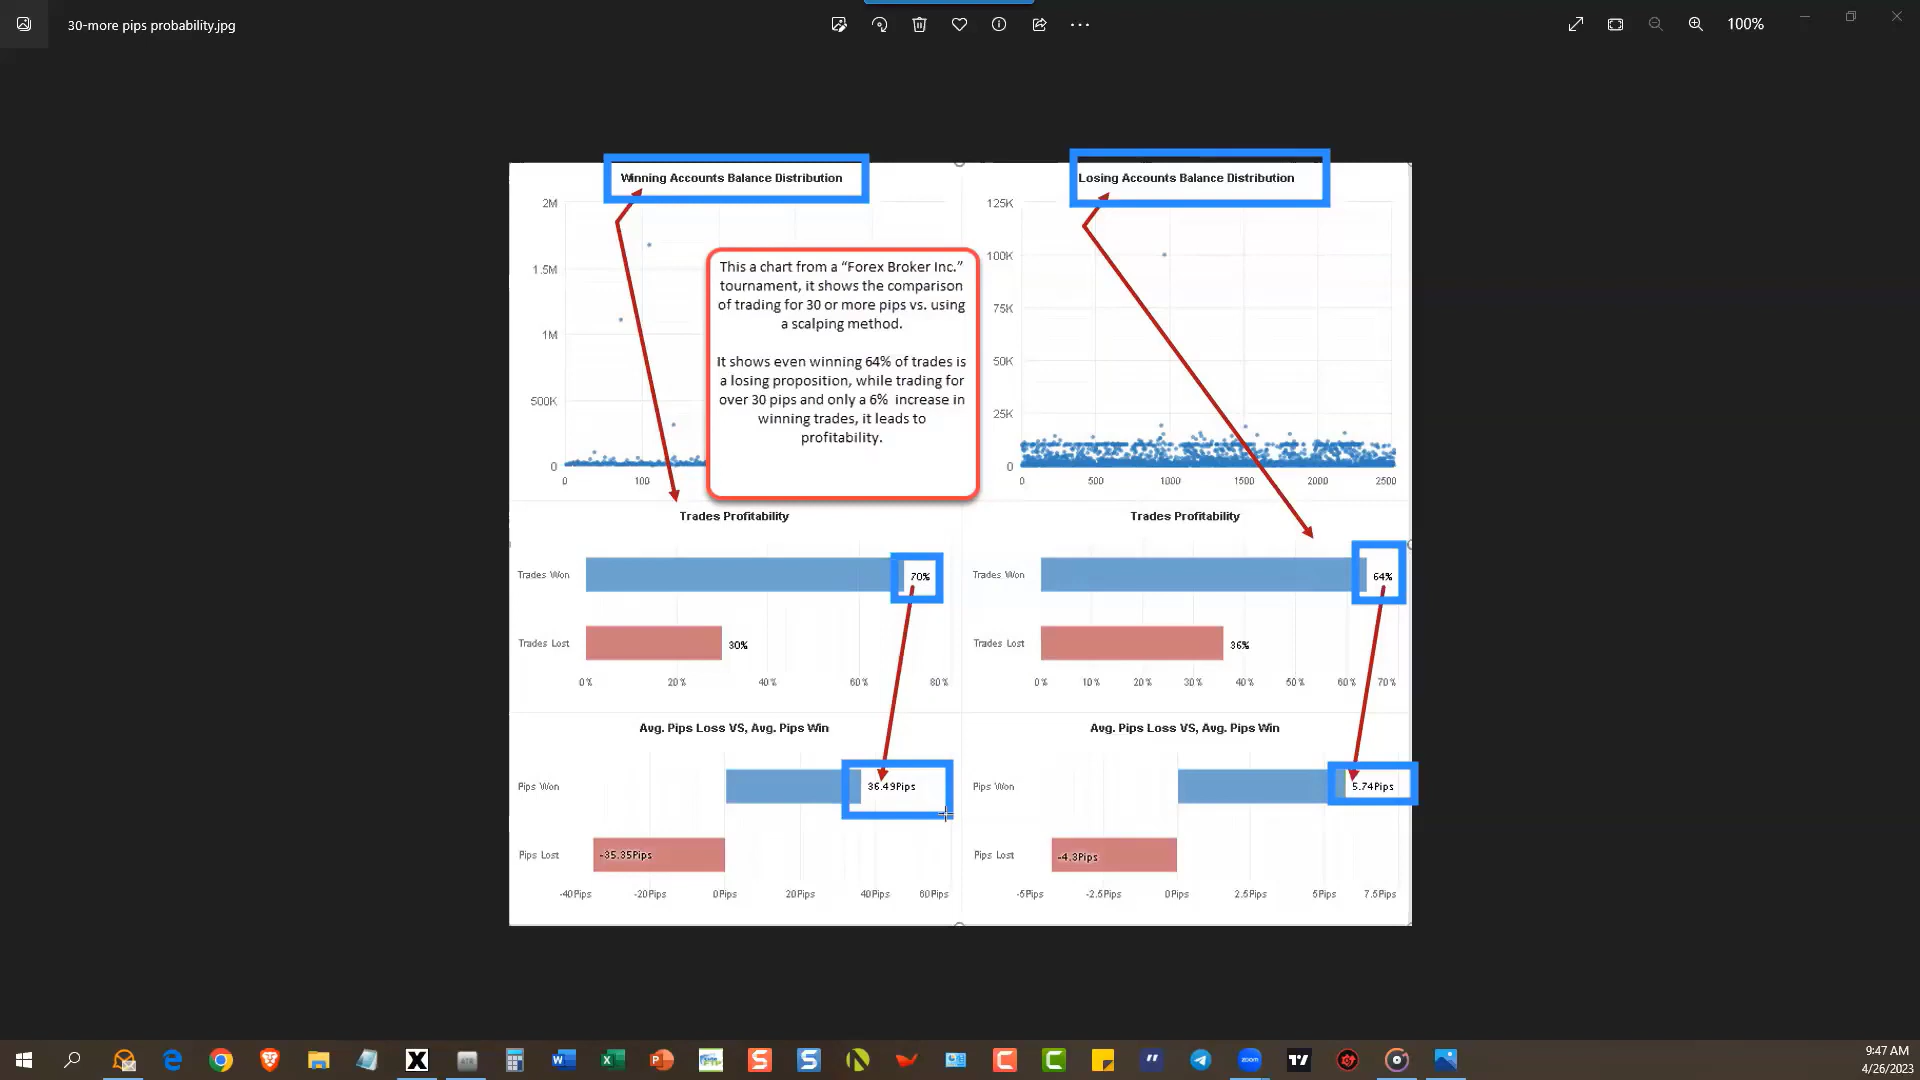 30-more pips probability.jpg
100%
Winning Accounts Balance Distribution
2M
1.5M
1M
500K
0
0
100
This a chart from a “Forex Broker Inc.”
tournament, it shows the comparison
of trading for 30 or more pips vs. using
a scalping method.
It shows even winning 64% of trades is
a losing proposition, while trading for
over 30 pips and only a 6% increase in
winning trades, it leads to
profitability.
Losing Accounts Balance Distribution
125K
100K
75K
50K
25K
0
0 500 1000 1500 2000 2500
Trades Profitability
Trades Won
70%
Trades Lost
30%
0% 20% 40% 60% 80%
Trades Profitability
Trades Won
64%
Trades Lost
36%
0% 10% 20% 30% 40% 50% 60% 70%
Avg. Pips Loss VS, Avg. Pips Win
Pips Won
36.49Pips
Pips Lost
-35.35Pips
-40Pips -20Pips 0Pips 20Pips 40Pips 60Pips
Avg. Pips Loss VS, Avg. Pips Win
Pips Won
5.74Pips
Pips Lost
-4.3Pips
-5Pips -2.5Pips 0Pips 2.5Pips 5Pips 7.5Pips
zoom
9:47 AM
4/26/2023